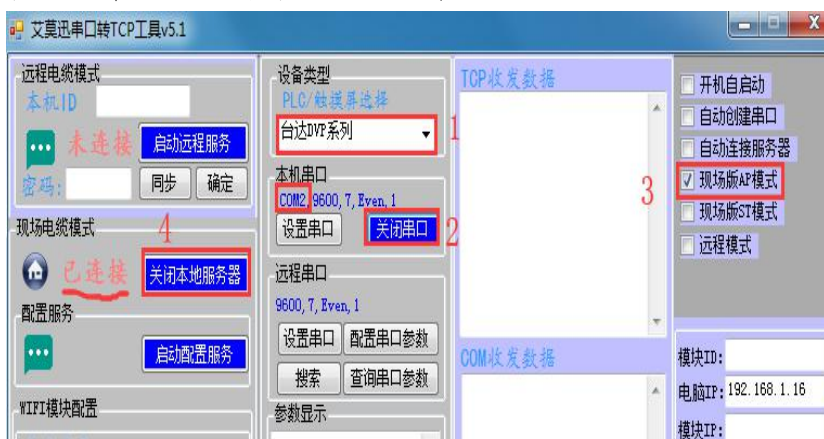 艾莫迅串口转TCP工具v5.1
远程电缆模式
本机ID
未连接
启动远程服务
密码:
同步
确定
现场电缆模式
4
已连接
关闭本地服务器
配置服务
启动配置服务
WIFI模块配置
设备类型
PLC/触摸屏选择
台达DVP系列
1
本机串口
COM2, 9600, 7, Even, 1
设置串口
关闭串口
2
远程串口
9600, 7, Even, 1
设置串口
配置串口参数
搜索
查询串口参数
参数显示
TCP收发数据
COM收发数据
开机自启动
自动创建串口
自动连接服务器
3
现场版AP模式
现场版ST模式
远程模式
模块ID:
电脑IP: 192.168.1.16
模块IP: